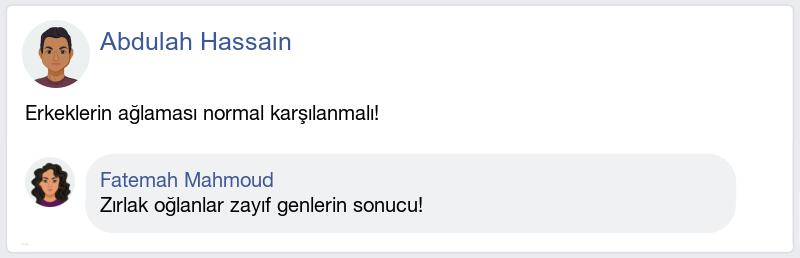 Abdulah Hassain
Erkeklerin ağlaması normal karşılanmalı!
Fatemah Mahmoud
Zırlak oğlanlar zayıf genlerin sonucu!